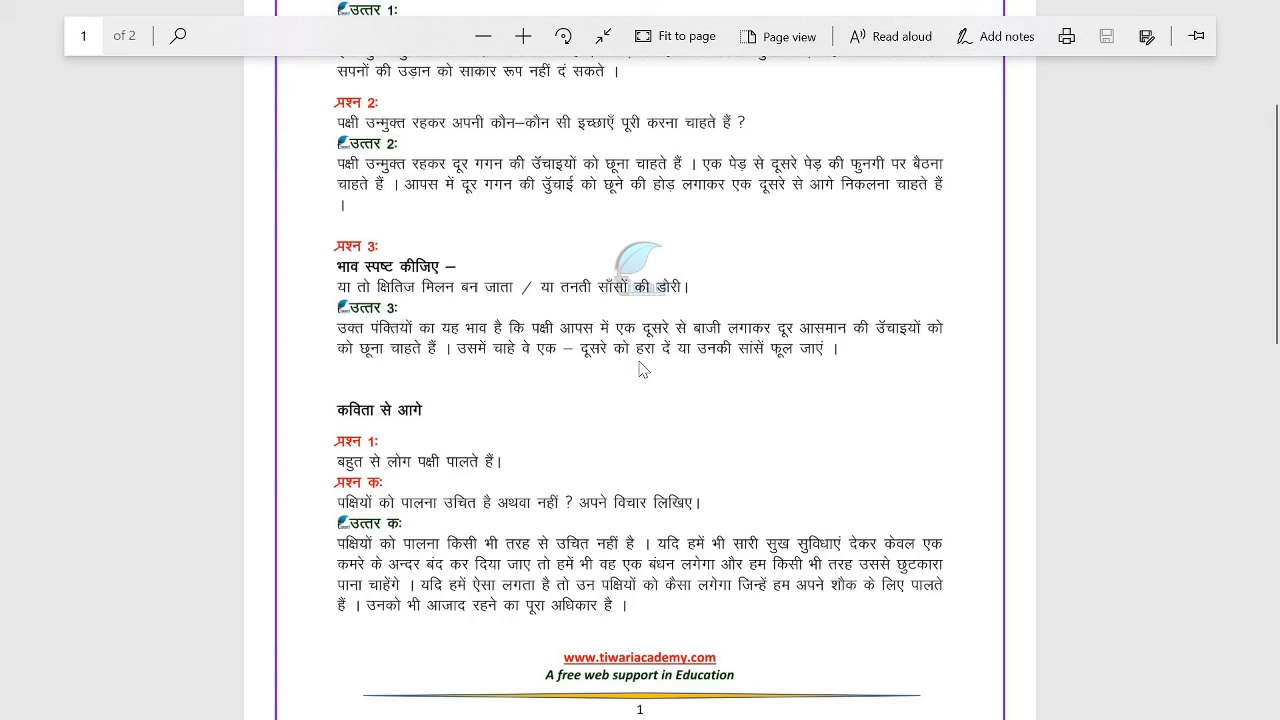 उत्तर 1:
1 of 2 Fit to page Page view Read aloud Add notes
सपनों की उड़ान को साकार रूप नहीं दं सकते ।
प्रश्न 2:
पक्षी उन्मुक्त रहकर अपनी कौन–कौन सी इच्छाएँ पूरी करना चाहते हैं ?
उत्तर 2:
पक्षी उन्मुक्त रहकर दूर गगन की उॅचाइयों को छूना चाहते हैं । एक पेड़ से दूसरे पेड़ की फुनगी पर बैठना
चाहते हैं । आपस में दूर गगन की उुॅचाई को छूने की होड़ लगाकर एक दूसरे से आगे निकलना चाहते हैं
।
प्रश्न 3:
भाव स्पष्ट कीजिए –
या तो क्षितिज मिलन बन जाता / या तनती साँसों की डोरी।
उत्तर 3:
उक्त पंक्तियों का यह भाव है कि पक्षी आपस में एक दूसरे से बाजी लगाकर दूर आसमान की उॅचाइयों को
को छूना चाहते हैं । उसमें चाहे वे एक – दूसरे को हरा दें या उनकी सांसें फूल जाएं ।
कविता से आगे
प्रश्न 1:
बहुत से लोग पक्षी पालते हैं।
प्रश्न क:
पक्षियों को पालना उचित है अथवा नहीं ? अपने विचार लिखिए।
उत्तर क:
पक्षियों को पालना किसी भी तरह से उचित नहीं है । यदि हमें भी सारी सुख सुविधाएं देकर केवल एक
कमरे के अन्दर बंद कर दिया जाए तो हमें भी वह एक बंधन लगेगा और हम किसी भी तरह उससे छुटकारा
पाना चाहेंगे । यदि हमें ऐसा लगता है तो उन पक्षियों को कैसा लगेगा जिन्हें हम अपने शौक के लिए पालते
हैं । उनको भी आजाद रहने का पूरा अधिकार है ।
www.tiwariacademy.com
A free web support in Education
1